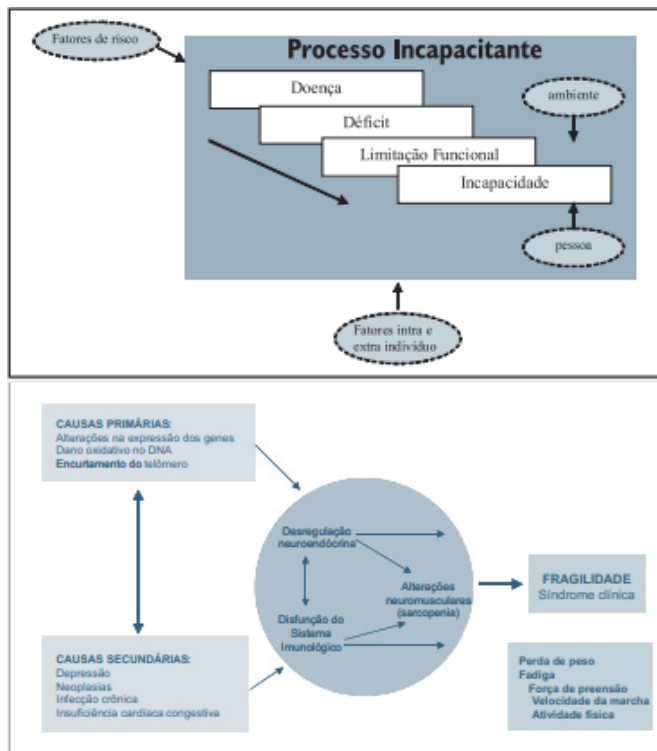 Fatores de risco
Processo Incapacitante
Doença
Déficit
Limitação Funcional
Incapacidade
ambiente
pessoa
Fatores intra e
extra indivíduo
CAUSAS PRIMÁRIAS:
Alterações na expressão dos genes
Dano oxidativo no DNA
Encurtamento do telômero
Desregulação
neuroendócrina
Alterações
neuromusculares
(sarcopenia)
Disfunção do
Sistema
Imunológico
FRAGILIDADE
Síndrome clínica
CAUSAS SECUNDÁRIAS:
Depressão
Neoplasias
Infecção crônica
Insuficiência cardíaca congestiva
Perda de peso
Fadiga
Força de preensão
Velocidade da marcha
Atividade física